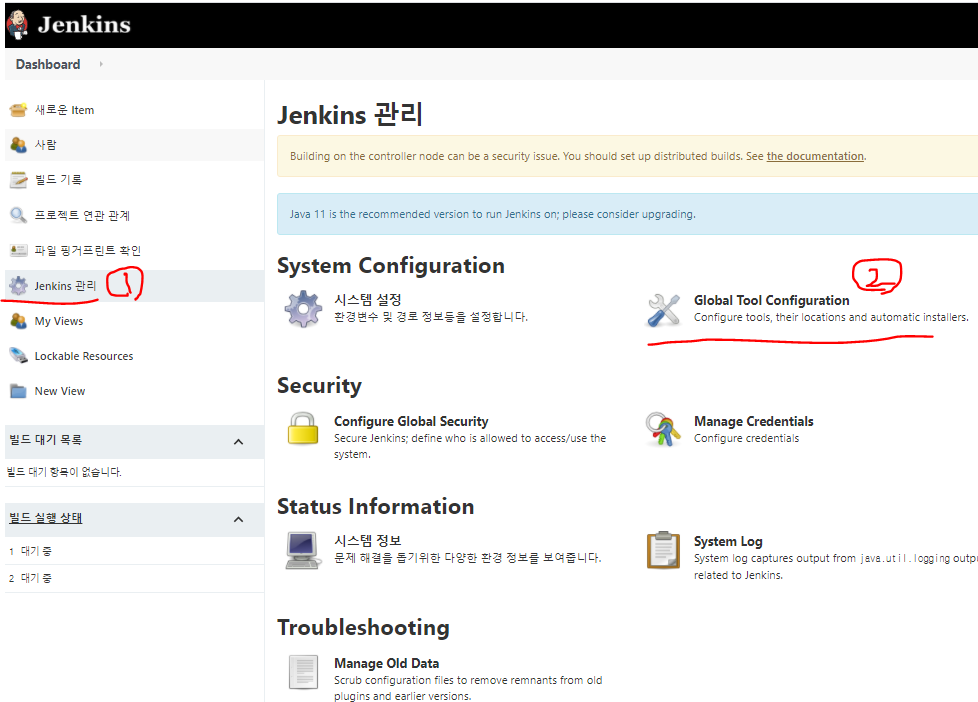 Jenkins
Dashboard
새로운 Item
사람
빌드 기록
프로젝트 연관 관계
파일 핑거프린트 확인
Jenkins 관리
1
My Views
Lockable Resources
New View
빌드 대기 목록
빌드 대기 항목이 없습니다.
빌드 실행 상태
1 대기 중
2 대기 중
Jenkins 관리
Building on the controller node can be a security issue. You should set up distributed builds. See the documentation.
Java 11 is the recommended version to run Jenkins on; please consider upgrading.
System Configuration
시스템 설정
환경변수 및 경로 정보등을 설정합니다.
2
Global Tool Configuration
Configure tools, their locations and automatic installers.
Security
Configure Global Security
Secure Jenkins; define who is allowed to access/use the
system.
Manage Credentials
Configure credentials
Status Information
시스템 정보
문제 해결을 돕기위한 다양한 환경 정보를 보여줍니다.
System Log
System log captures output from java.util.logging outpu
related to Jenkins.
Troubleshooting
Manage Old Data
Scrub configuration files to remove remnants from old
plugins and earlier versions.